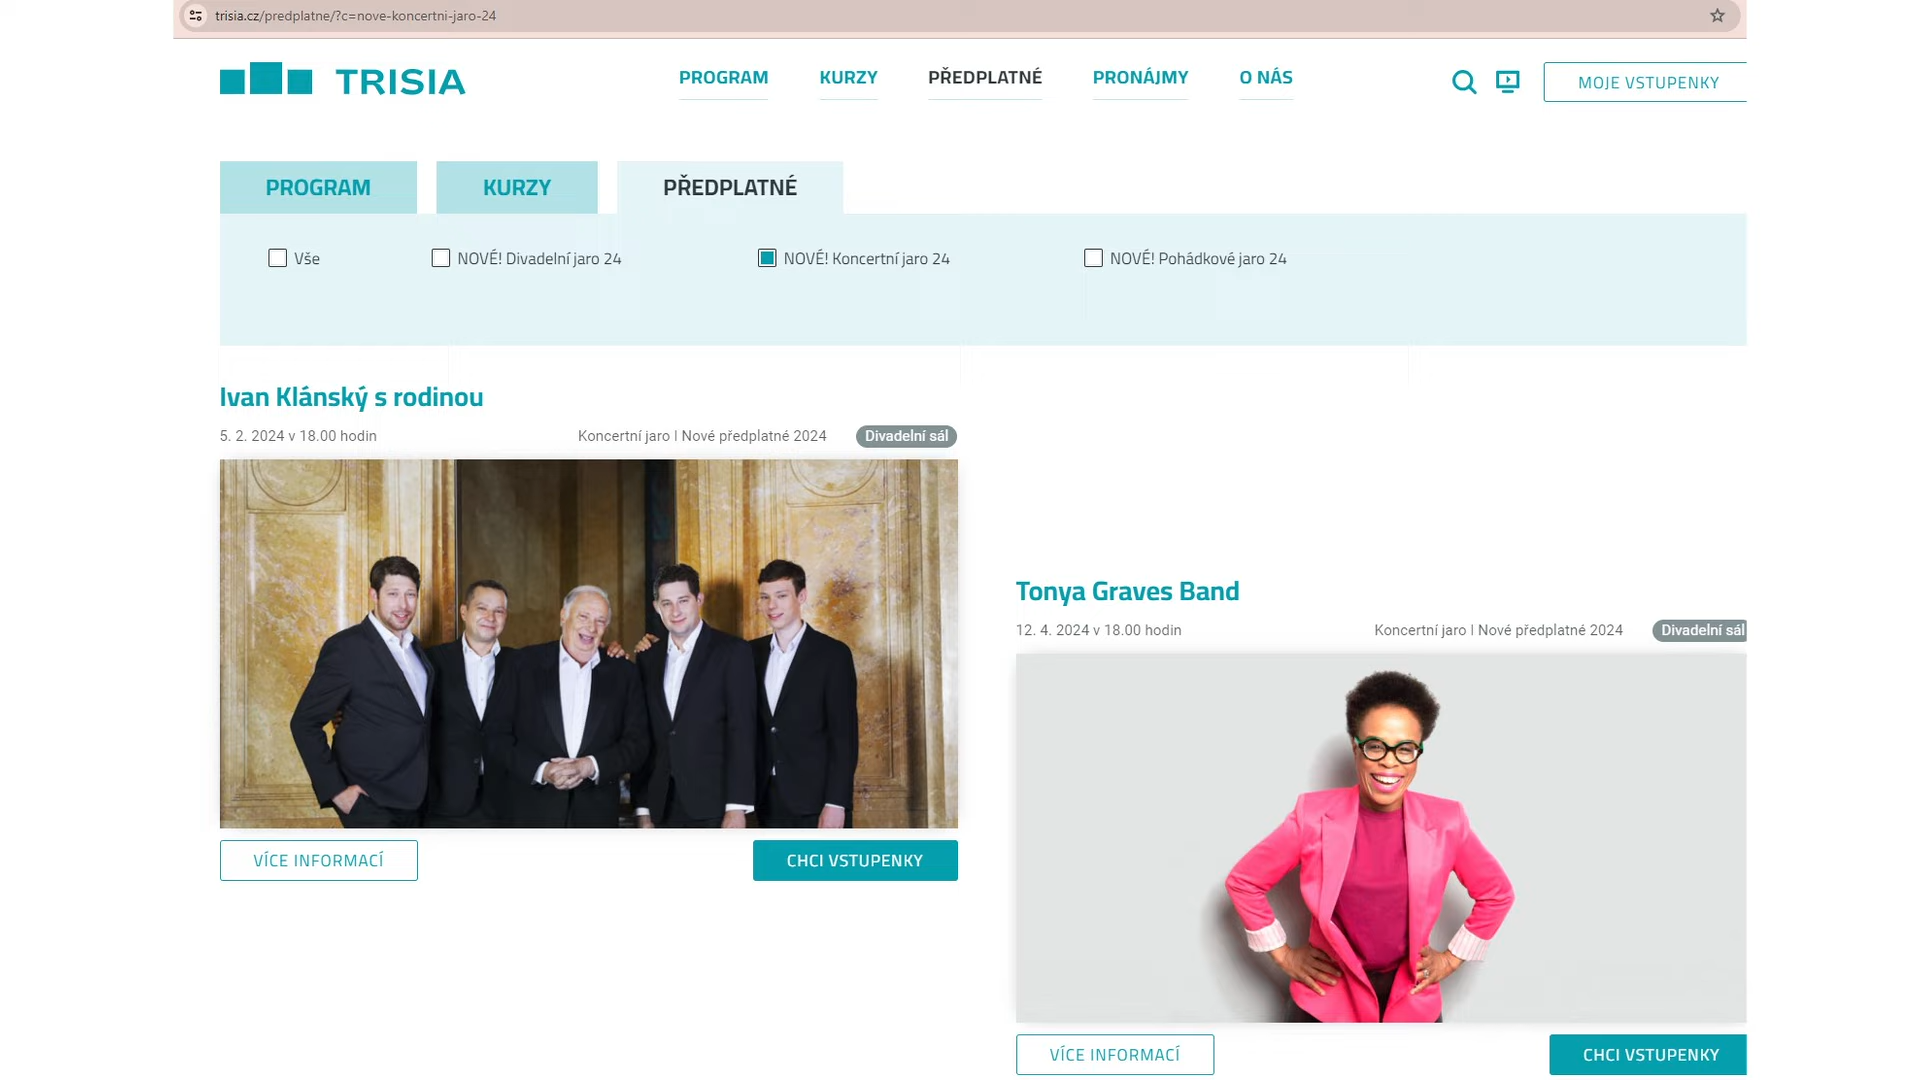 trisia.cz/predplatne/?c=nove-koncertni-jaro-24
TRISIA
PROGRAM KURZY PŘEDPLATNÉ PRONÁJMY O NÁS
MOJE VSTUPENKY
PROGRAM KURZY PŘEDPLATNÉ
Vše NOVÉ! Divadelní jaro 24 NOVÉ! Koncertní jaro 24 NOVÉ! Pohádkové jaro 24
Ivan Klánský s rodinou
5. 2. 2024 v 18.00 hodin Koncertní jaro | Nové předplatné 2024 Divadelní sál
VÍCE INFORMACÍ CHCI VSTUPENKY
Tonya Graves Band
12. 4. 2024 v 18.00 hodin Koncertní jaro | Nové předplatné 2024 Divadelní sál
VÍCE INFORMACÍ CHCI VSTUPENKY